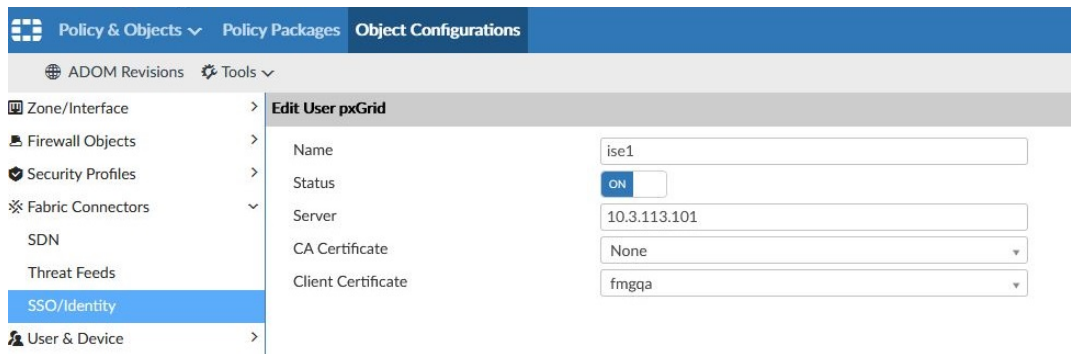 Policy & Objects Policy Packages Object Configurations
ADOM Revisions Tools
Zone/Interface
Firewall Objects
Security Profiles
Fabric Connectors
SDN
Threat Feeds
SSO/Identity
User & Device
Edit User pxGrid
Name ise1
Status ON
Server 10.3.113.101
CA Certificate None
Client Certificate fmgqa